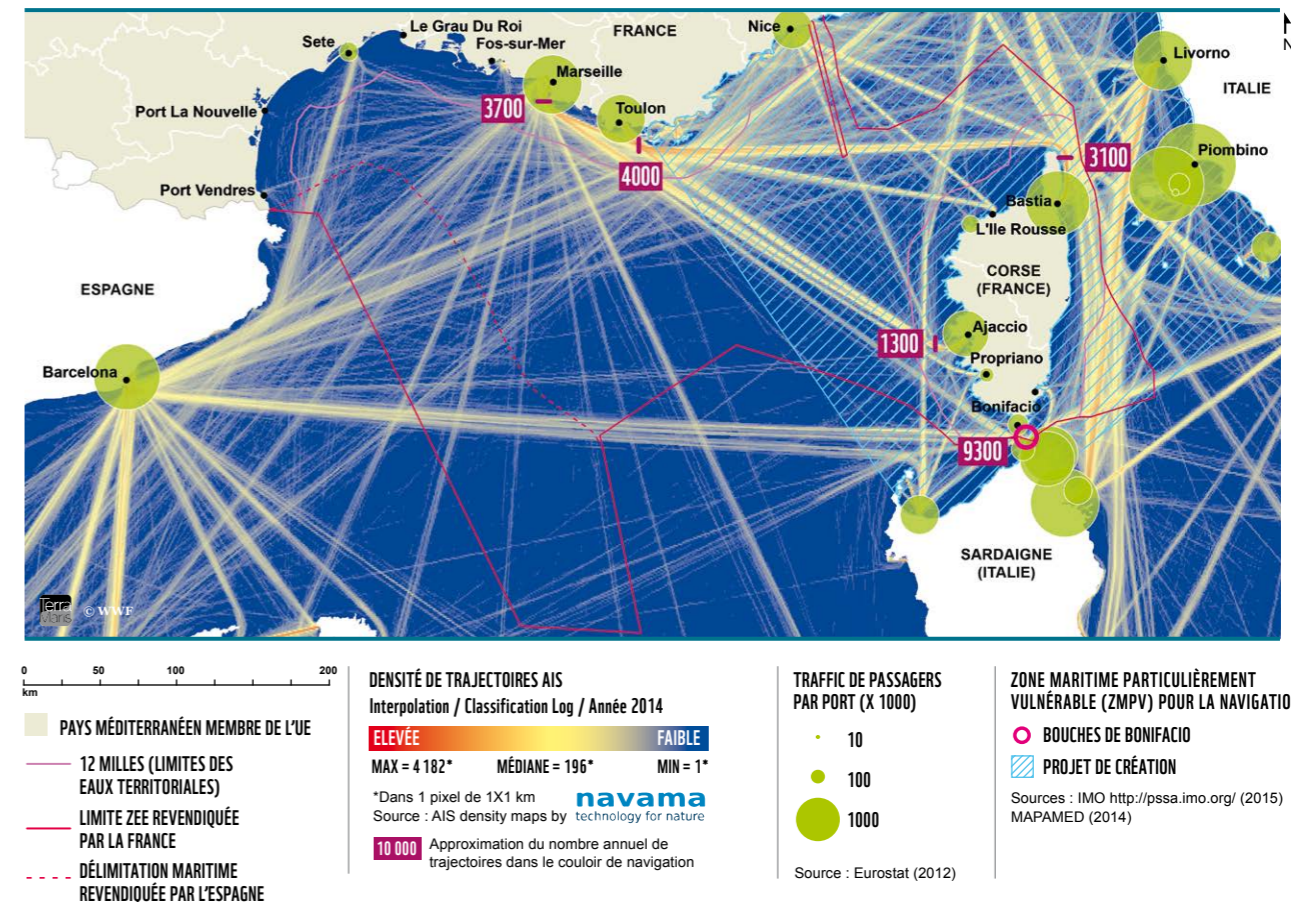 Le Grau Du Roi
Sete
Fos-sur-Mer
FRANCE
Nice
N
Livorno
ITALIE
Marseille
3700
Toulon
Port La Nouvelle
4000
3100
Piombino
Port Vendres
Bastia
L'Ile Rousse
ESPAGNE
CORSE
(FRANCE)
1300
Ajaccio
Propriano
Barcelona
Bonifacio
9300
SARDAIGNE
(ITALIE)
Terra
Maris
© WWF
0 50 100 200
km
PAYS MÉDITERRANÉEN MEMBRE DE L'UE
12 MILLES (LIMITES DES
EAUX TERRITORIALES)
LIMITE ZEE REVENDIQUÉE
PAR LA FRANCE
DÉLIMITATION MARITIME
REVENDIQUÉE PAR L'ESPAGNE
DENSITÉ DE TRAJECTOIRES AIS
Interpolation / Classification Log / Année 2014
ELEVÉE FAIBLE
MAX = 4 182* MÉDIANE = 196* MIN = 1*
*Dans 1 pixel de 1X1 km
Source : AIS density maps by
navama
technology for nature
10 000
Approximation du nombre annuel de
trajectoires dans le couloir de navigation
TRAFFIC DE PASSAGERS
PAR PORT (X 1000)
10
100
1000
Source : Eurostat (2012)
ZONE MARITIME PARTICULIÈREMENT
VULNÉRABLE (ZMPV) POUR LA NAVIGATIO
BOUCHES DE BONIFACIO
PROJET DE CRÉATION
Sources : IMO http://pssa.imo.org/ (2015)
MAPAMED (2014)